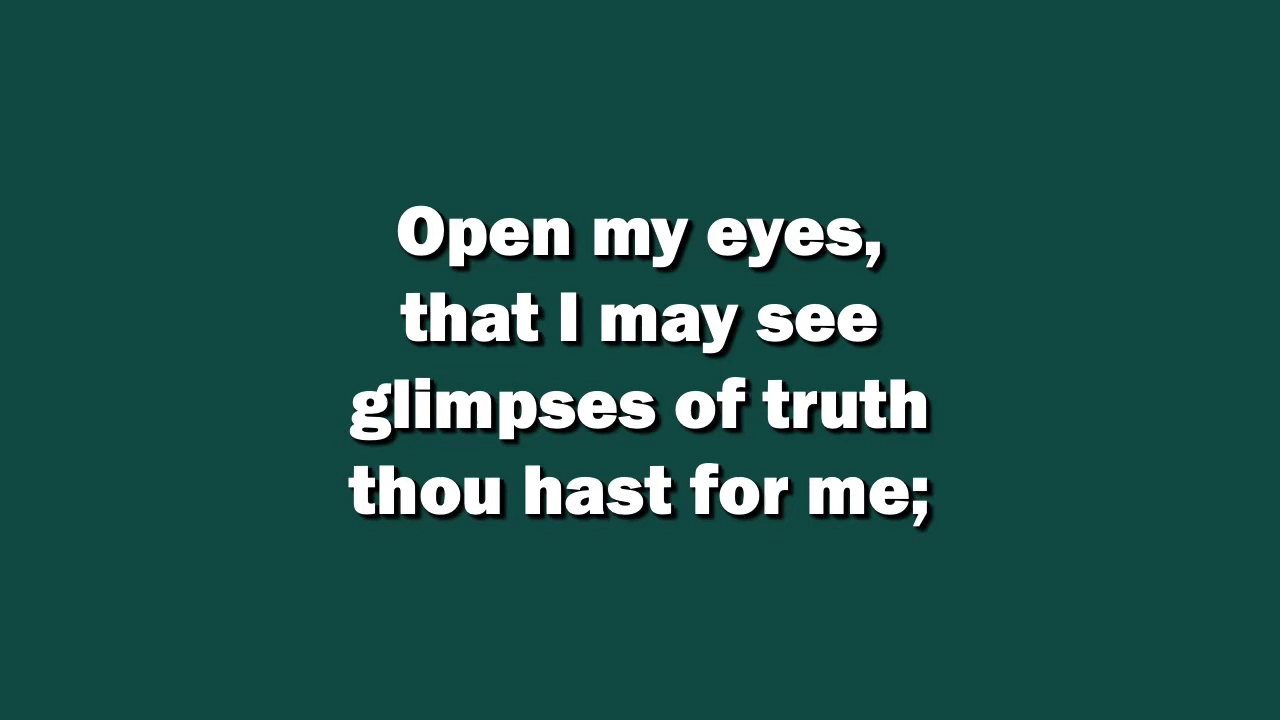 Open my eyes,
that I may see
glimpses of truth
thou hast for me;